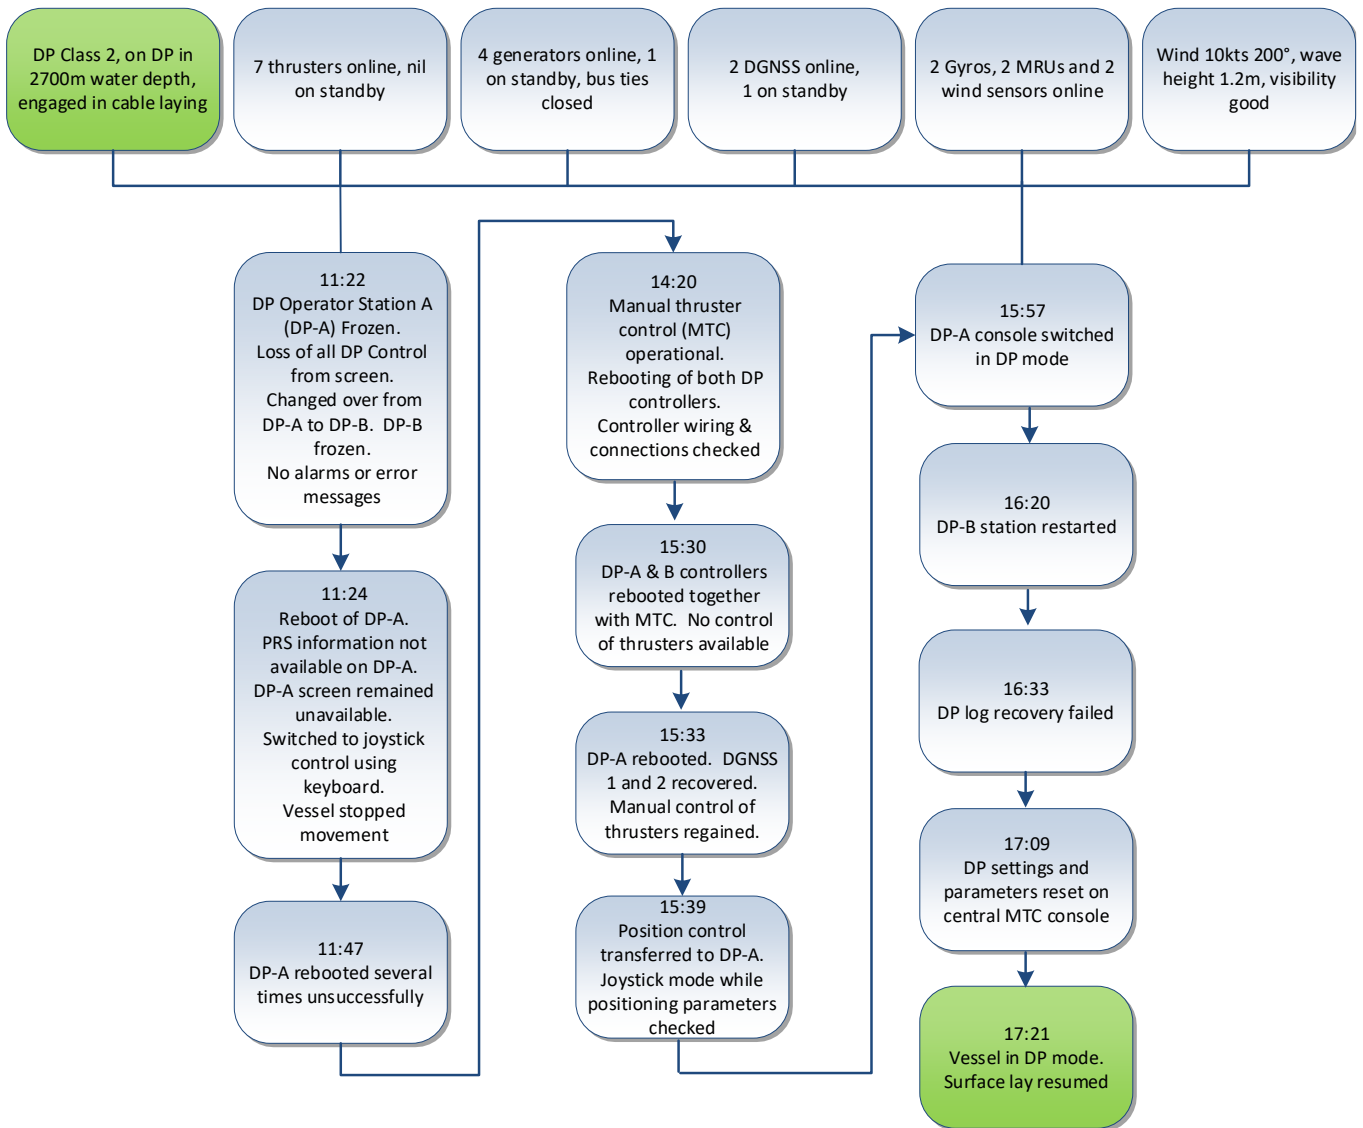 DP Class 2, on DP in
2700m water depth,
engaged in cable laying
7 thrusters online, nil
on standby
4 generators online, 1
on standby, bus ties
closed
2 DGNSS online,
1 on standby
2 Gyros, 2 MRUs and 2
wind sensors online
Wind 10kts 200°, wave
height 1.2m, visibility
good
11:22
DP Operator Station A
(DP-A) Frozen.
Loss of all DP Control
from screen.
Changed over from
DP-A to DP-B.  DP-B
frozen.
No alarms or error
messages
11:24
Reboot of DP-A.
PRS information not
available on DP-A.
DP-A screen remained
unavailable.
Switched to joystick
control using
keyboard.
Vessel stopped
movement
11:47
DP-A rebooted several
times unsuccessfully
14:20
Manual thruster
control (MTC)
operational.
Rebooting of both DP
controllers.
Controller wiring &
connections checked
15:30
DP-A & B controllers
rebooted together
with MTC.  No control
of thrusters available
15:33
DP-A rebooted.  DGNSS
1 and 2 recovered.
Manual control of
thrusters regained.
15:39
Position control
transferred to DP-A.
Joystick mode while
positioning parameters
checked
15:57
DP-A console switched
in DP mode
16:20
DP-B station restarted
16:33
DP log recovery failed
17:09
DP settings and
parameters reset on
central MTC console
17:21
Vessel in DP mode.
Surface lay resumed